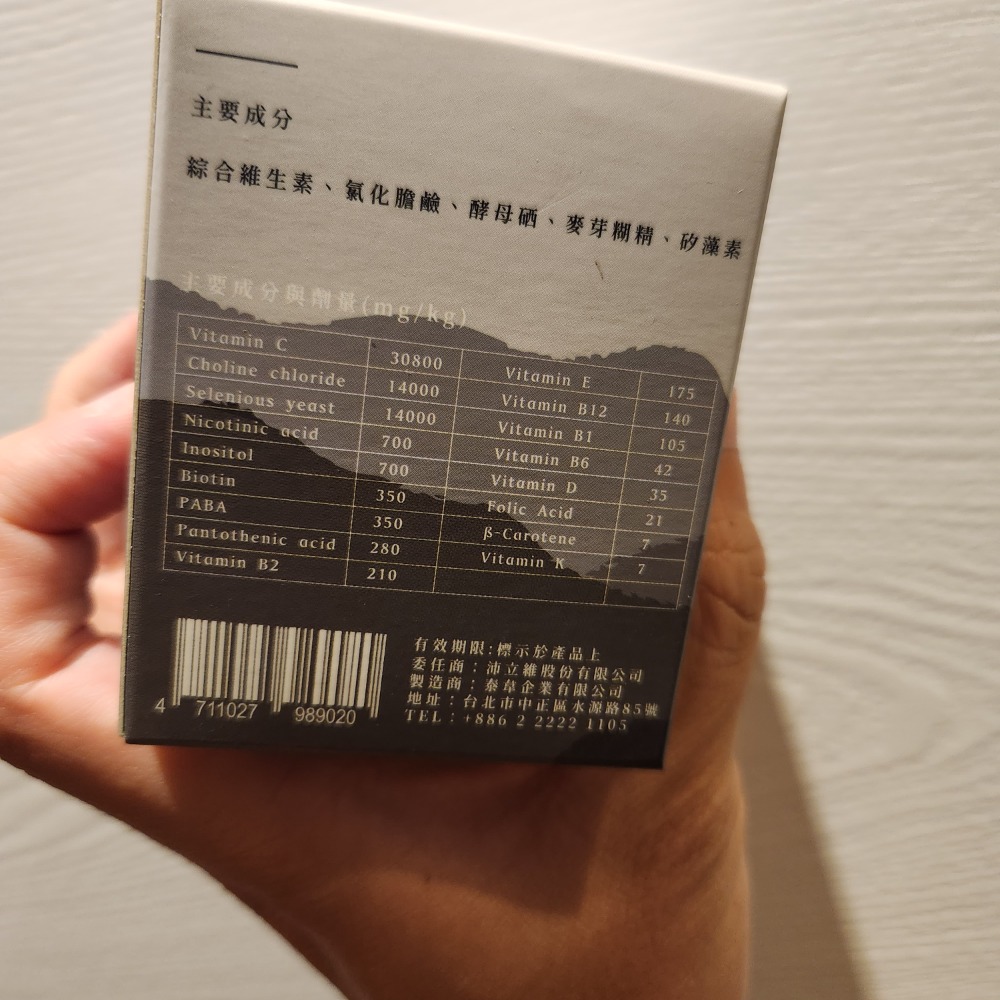 主要成分
綜合維生素、氯化膽鹼、酵母硒、麥芽糊精、矽藻素
主要成分與劑量(mg/kg)
Vitamin C 30800 Vitamin E 175
Choline chloride 14000 Vitamin B12 140
Selenious yeast 14000 Vitamin B1 105
Nicotinic acid 700 Vitamin B6 42
Inositol 700 Vitamin D 35
Biotin 350 Folic Acid 21
PABA 350 β-Carotene 7
Pantothenic acid 280 Vitamin K 7
Vitamin B2 210
4 711027 989020
有效期限:標示於產品上
委任商：沛立維股份有限公司
製造商：泰阜企業有限公司
地址：台北市中正區水源路85號
TEL：+886 2 2222 1105